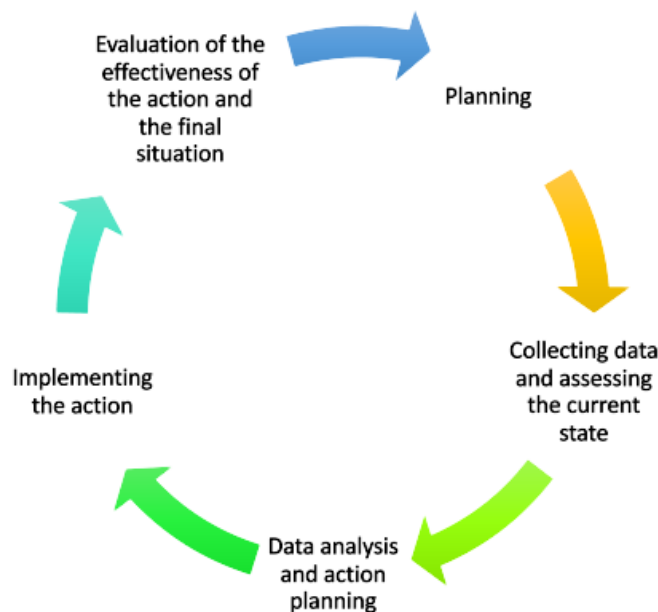 Evaluation of the
effectiveness of
the action and
the final
situation
Planning
Collecting data
and assessing
the current
state
Data analysis
and action
planning
Implementing
the action